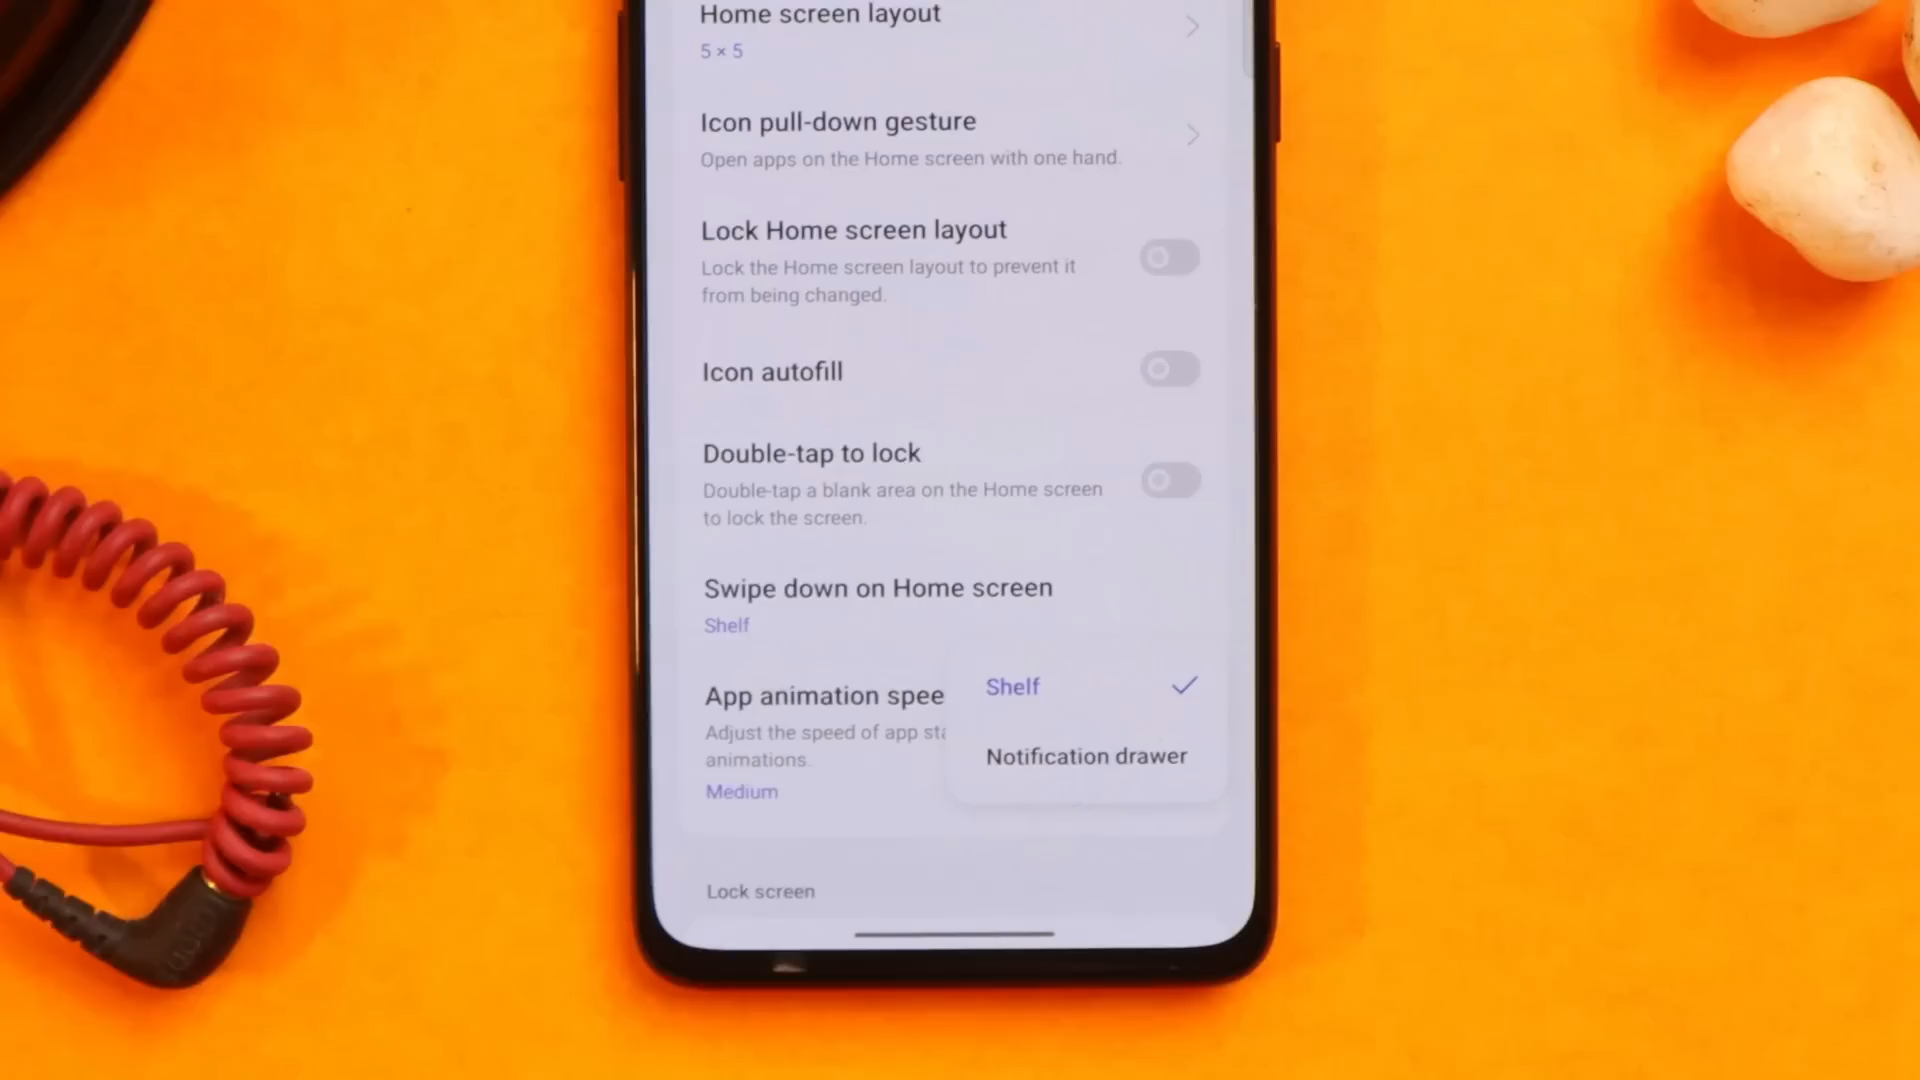 Home screen layout
5 × 5
Icon pull-down gesture
Open apps on the Home screen with one hand.
Lock Home screen layout
Lock the Home screen layout to prevent it
from being changed.
Icon autofill
Double-tap to lock
Double-tap a blank area on the Home screen
to lock the screen.
Swipe down on Home screen
Shelf
App animation spee
Adjust the speed of app sta
animations.
Medium
Shelf
Notification drawer
Lock screen